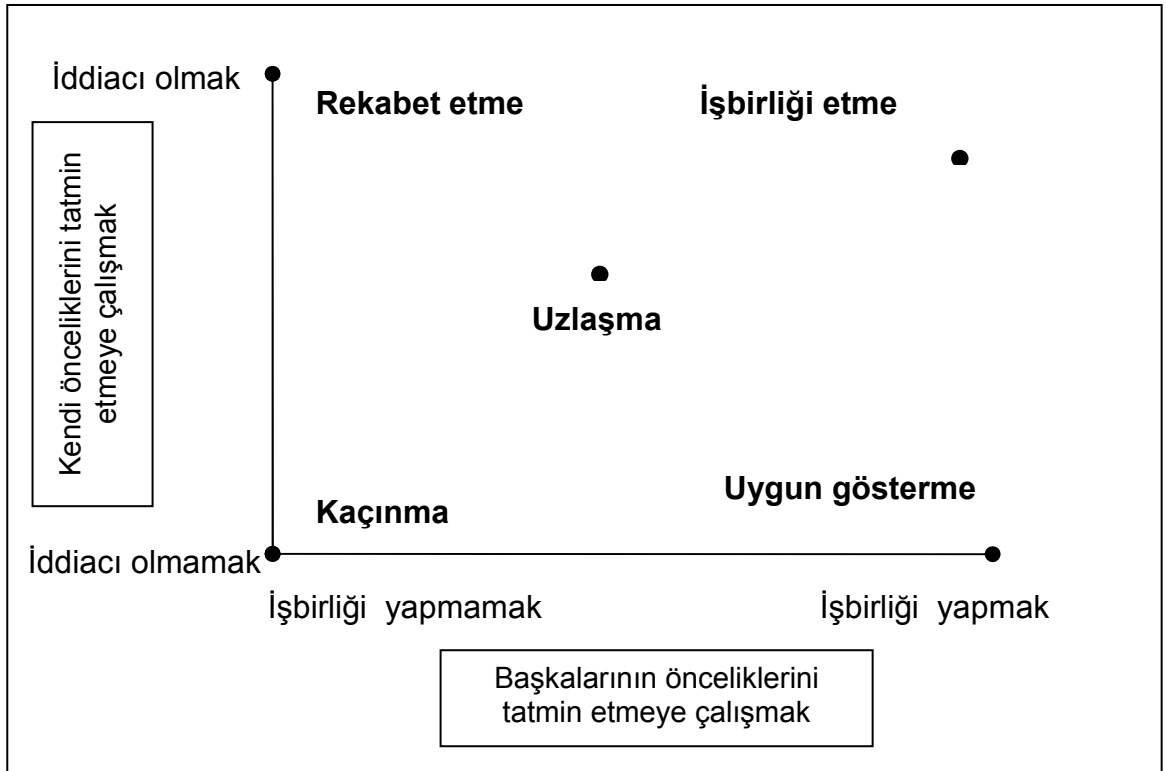 İddiacı olmak
Rekabet etme
İşbirliği etme
Kendi önceliklerini tatmin
etmeye çalışmak
Uzlaşma
Kaçınma
Uygun gösterme
İddiacı olmamak
İşbirliği yapmamak
İşbirliği yapmak
Başkalarının önceliklerini
tatmin etmeye çalışmak